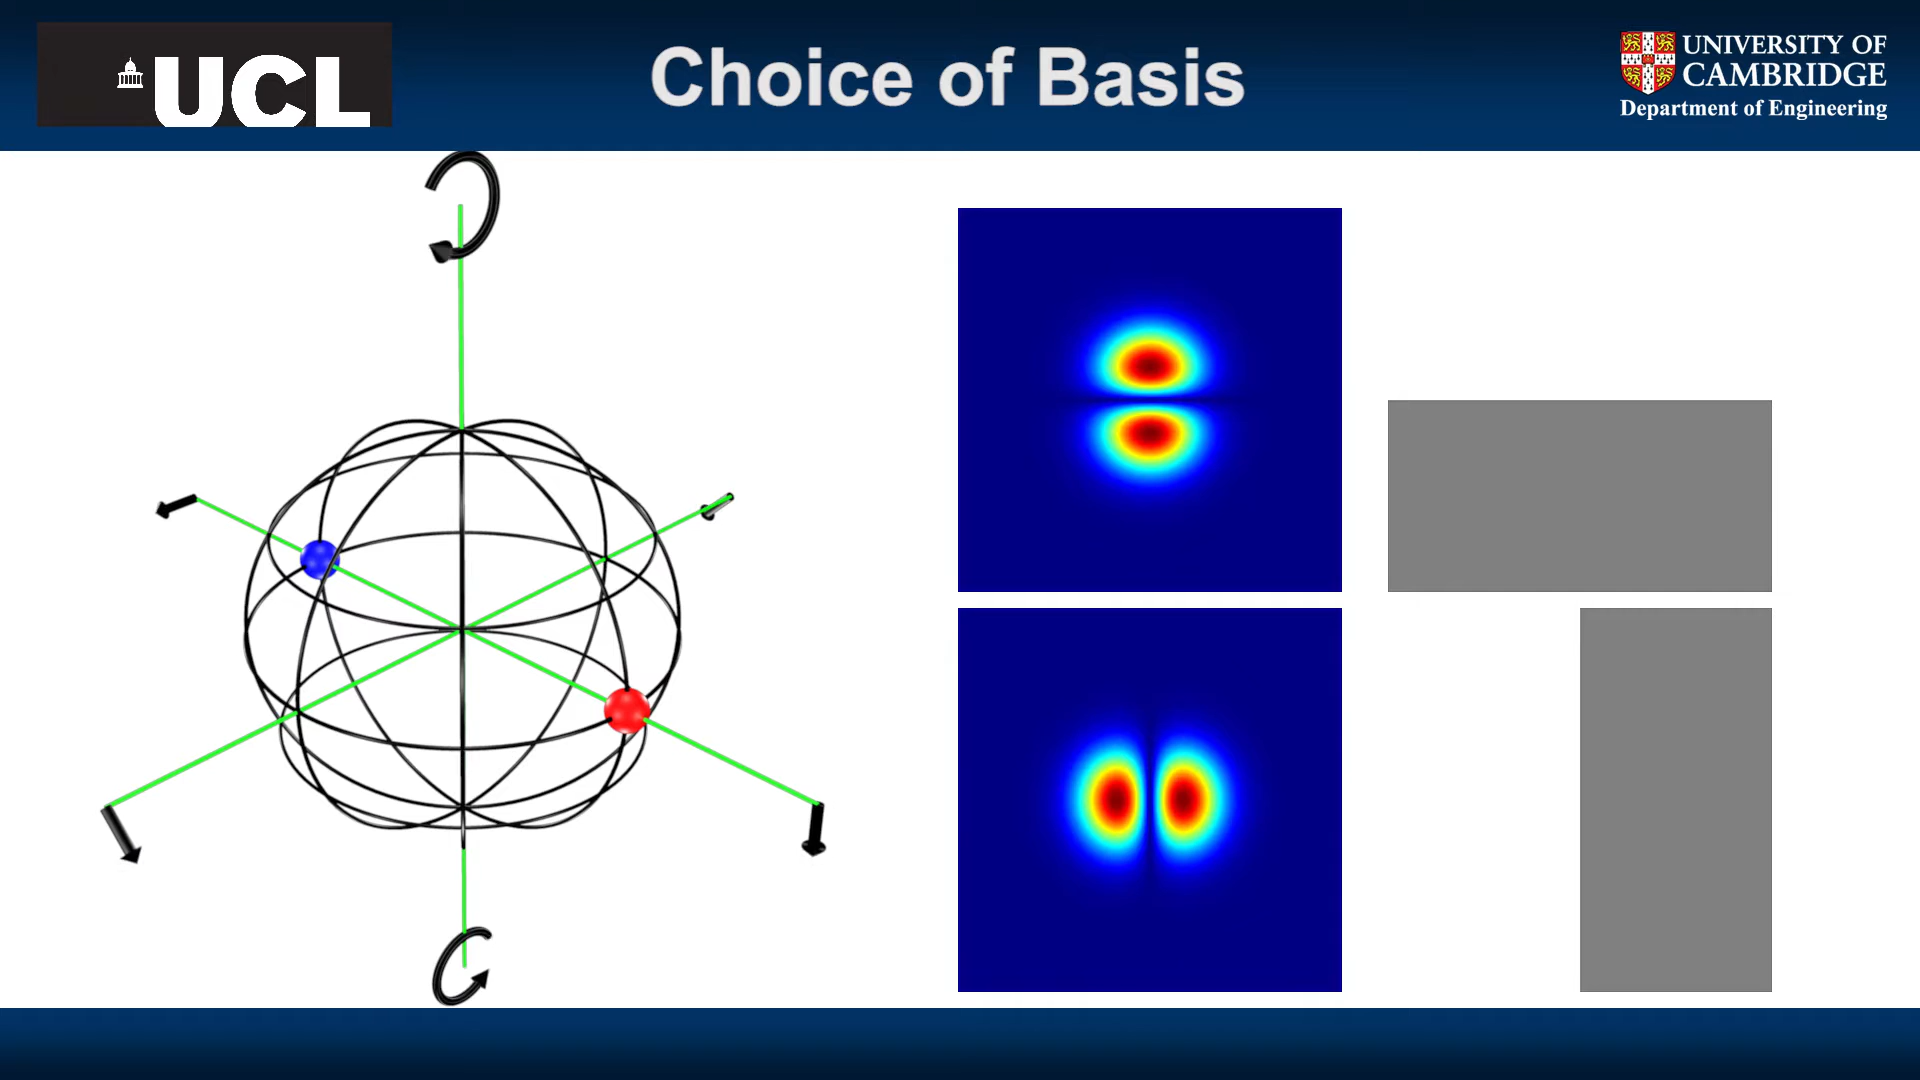 UCL
Choice of Basis
UNIVERSITY OF
CAMBRIDGE
Department of Engineering